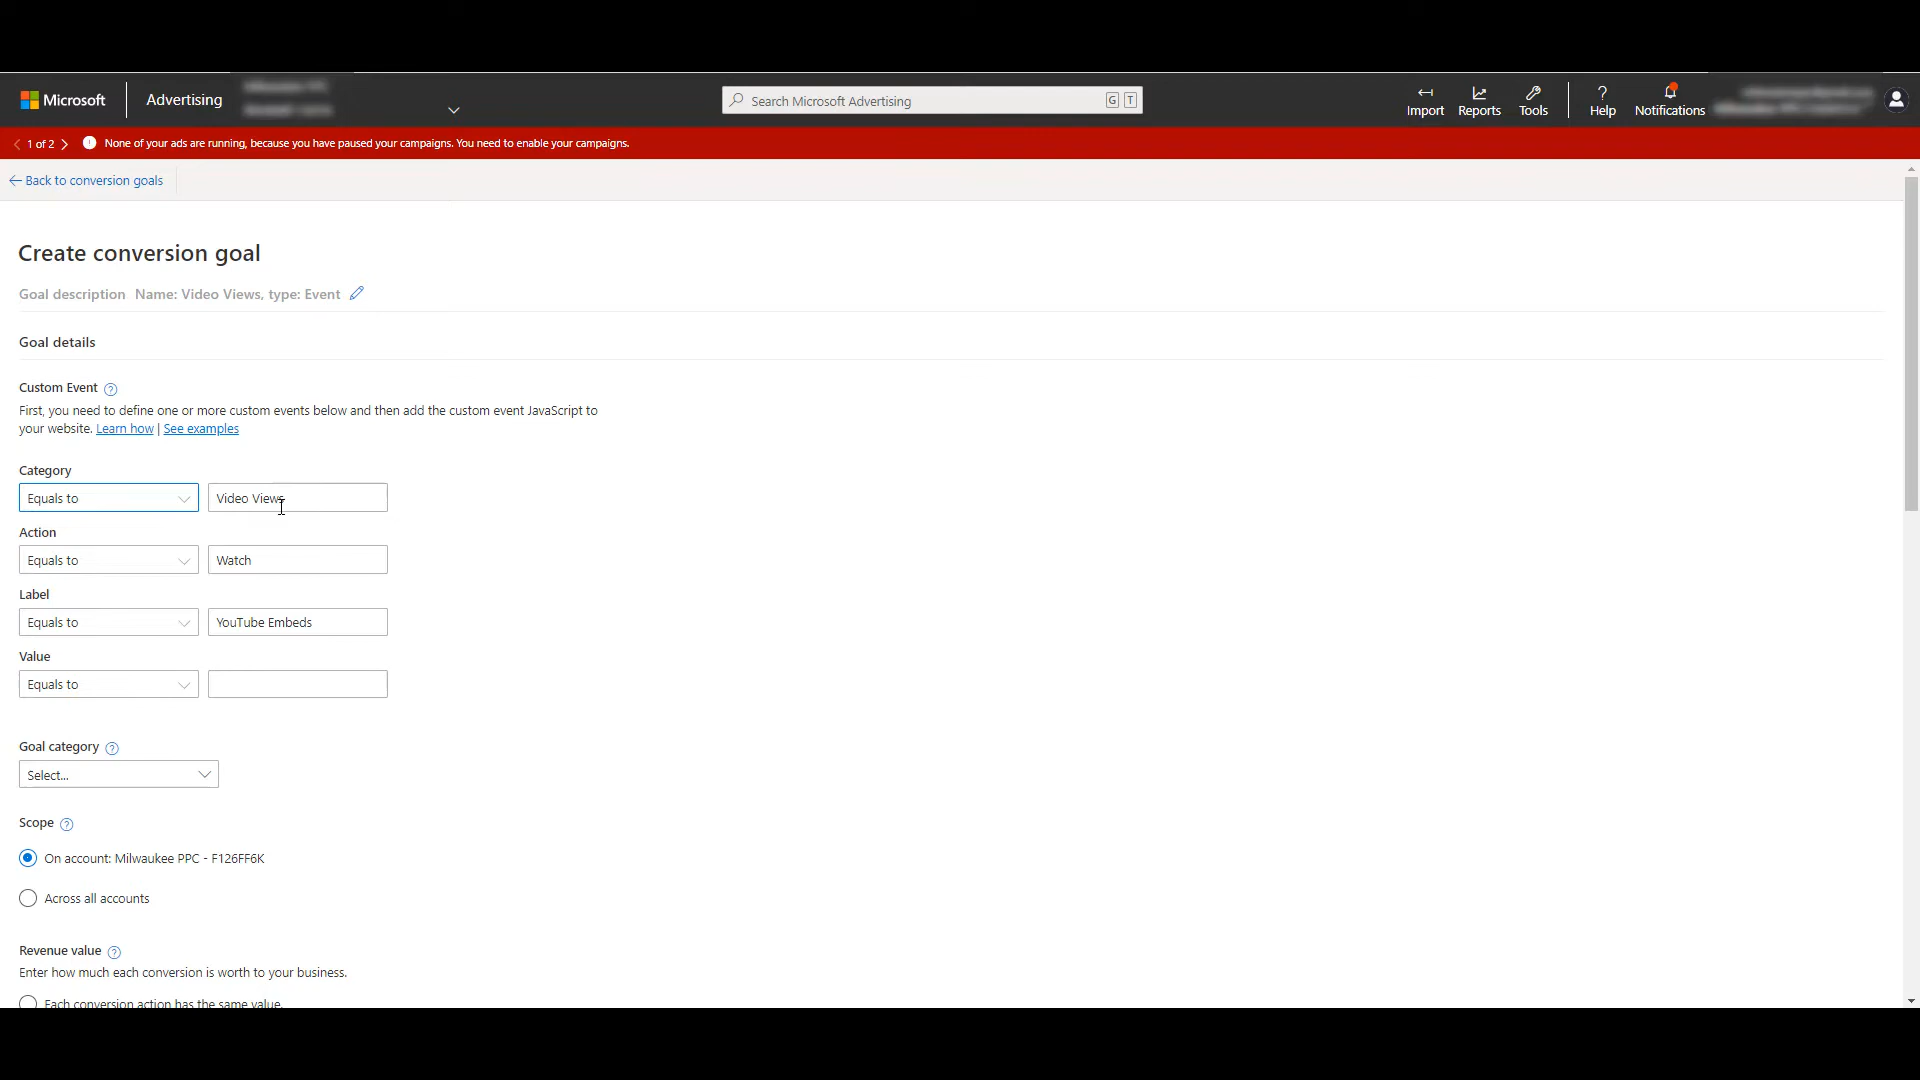 Microsoft
Advertising
Search Microsoft Advertising
G T
Import
Reports
Tools
?
Help
Notifications
1 of 2
None of your ads are running, because you have paused your campaigns. You need to enable your campaigns.
Back to conversion goals
Create conversion goal
Goal description Name: Video Views, type: Event
Goal details
Custom Event ?
First, you need to define one or more custom events below and then add the custom event JavaScript to
your website. Learn how | See examples
Category
Equals to Video Views
Action
Equals to Watch
Label
Equals to YouTube Embeds
Value
Equals to
Goal category ?
Select...
Scope ?
On account: Milwaukee PPC - F126FF6K
Across all accounts
Revenue value ?
Enter how much each conversion is worth to your business.
Each conversion action has the same value.